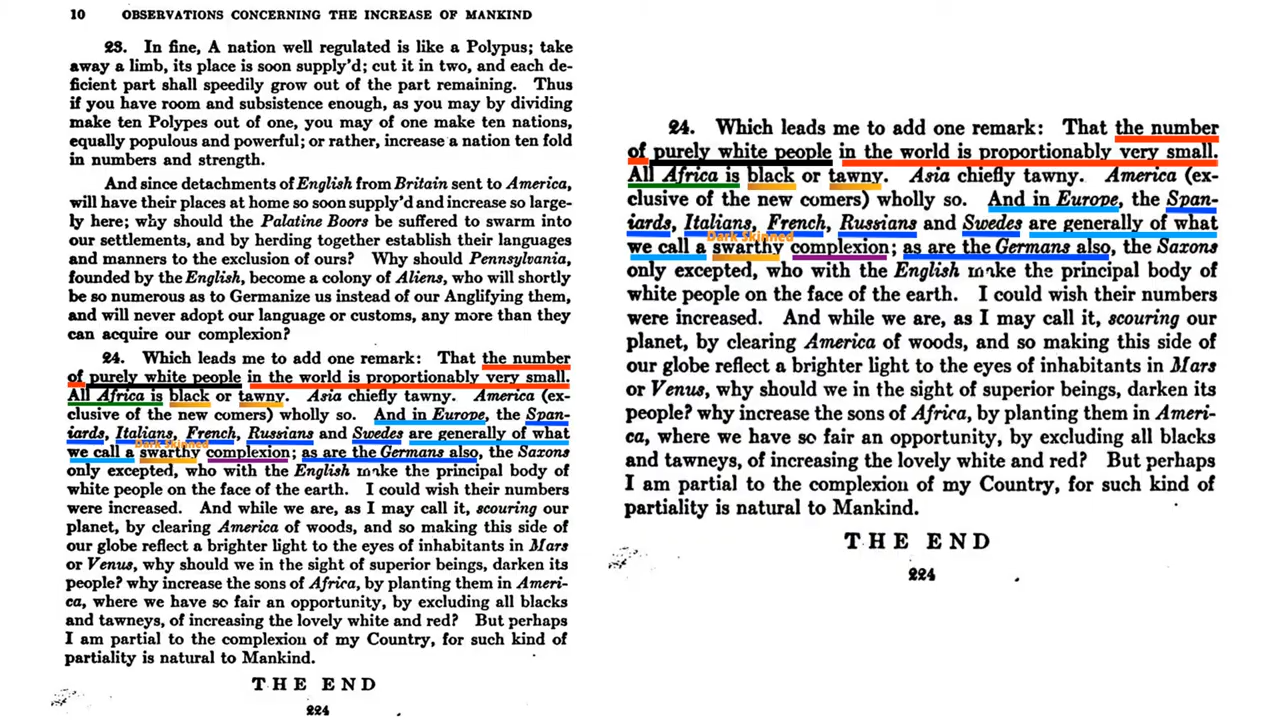 10 OBSERVATIONS CONCERNING THE INCREASE OF MANKIND
23. In fine, A nation well regulated is like a Polypus; take
away a limb, its place is soon supply'd; cut it in two, and each de-
ficient part shall speedily grow out of the part remaining. Thus
if you have room and subsistence enough, as you may by dividing
make ten Polypes out of one, you may of one make ten nations,
equally populous and powerful; or rather, increase a nation ten fold
in numbers and strength.
And since detachments of English from Britain sent to America,
will have their places at home so soon supply'd and increase so large-
ly here; why should the Palatine Boors be suffered to swarm into
our settlements, and by herding together establish their languages
and manners to the exclusion of ours? Why should Pennsylvania,
founded by the English, become a colony of Aliens, who will shortly
be so numerous as to Germanize us instead of our Anglifying them,
and will never adopt our language or customs, any more than they
can acquire our complexion?
24. Which leads me to add one remark: That the number
of purely white people in the world is proportionably very small.
All Africa is black or tawny. Asia chiefly tawny. America (ex-
clusive of the new comers) wholly so. And in Europe, the Span-
iards, Italians, French, Russians and Swedes are generally of what
Dark Skinned
we call a swarthy complexion; as are the Germans also, the Saxons
only excepted, who with the English make the principal body of
white people on the face of the earth. I could wish their numbers
were increased. And while we are, as I may call it, scouring our
planet, by clearing America of woods, and so making this side of
our globe reflect a brighter light to the eyes of inhabitants in Mars
or Venus, why should we in the sight of superior beings, darken its
people? why increase the sons of Africa, by planting them in Ameri-
ca, where we have so fair an opportunity, by excluding all blacks
and tawneys, of increasing the lovely white and red? But perhaps
I am partial to the complexion of my Country, for such kind of
partiality is natural to Mankind.
THE END
224
24. Which leads me to add one remark: That the number
of purely white people in the world is proportionably very small.
All Africa is black or tawny. Asia chiefly tawny. America (ex-
clusive of the new comers) wholly so. And in Europe, the Span-
iards, Italians, French, Russians and Swedes are generally of what
Dark Skinned
we call a swarthy complexion; as are the Germans also, the Saxons
only excepted, who with the English make the principal body of
white people on the face of the earth. I could wish their numbers
were increased. And while we are, as I may call it, scouring our
planet, by clearing America of woods, and so making this side of
our globe reflect a brighter light to the eyes of inhabitants in Mars
or Venus, why should we in the sight of superior beings, darken its
people? why increase the sons of Africa, by planting them in Ameri-
ca, where we have so fair an opportunity, by excluding all blacks
and tawneys, of increasing the lovely white and red? But perhaps
I am partial to the complexion of my Country, for such kind of
partiality is natural to Mankind.
THE END
224